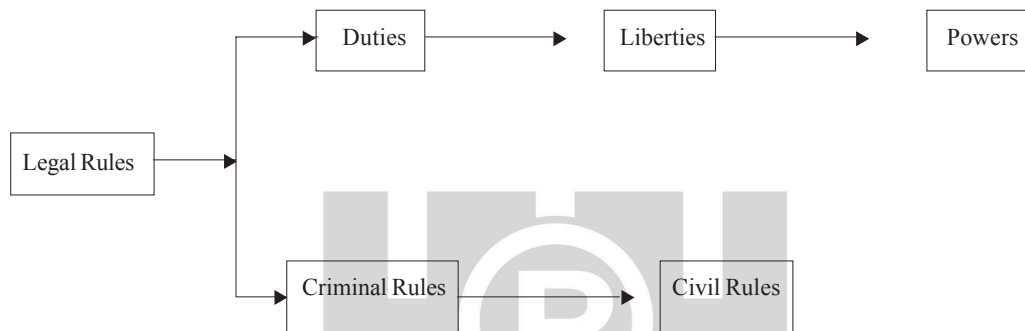 Duties
Liberties
Powers
Legal Rules
Criminal Rules
Civil Rules